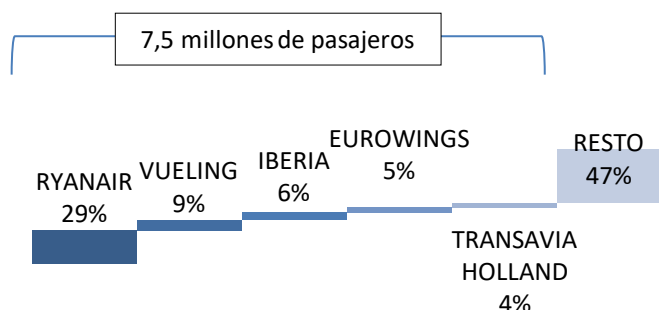 7,5 millones de pasajeros
RYANAIR
29%
VUELING
9%
IBERIA
6%
EUROWINGS
5%
TRANSAVIA
HOLLAND
4%
RESTO
47%